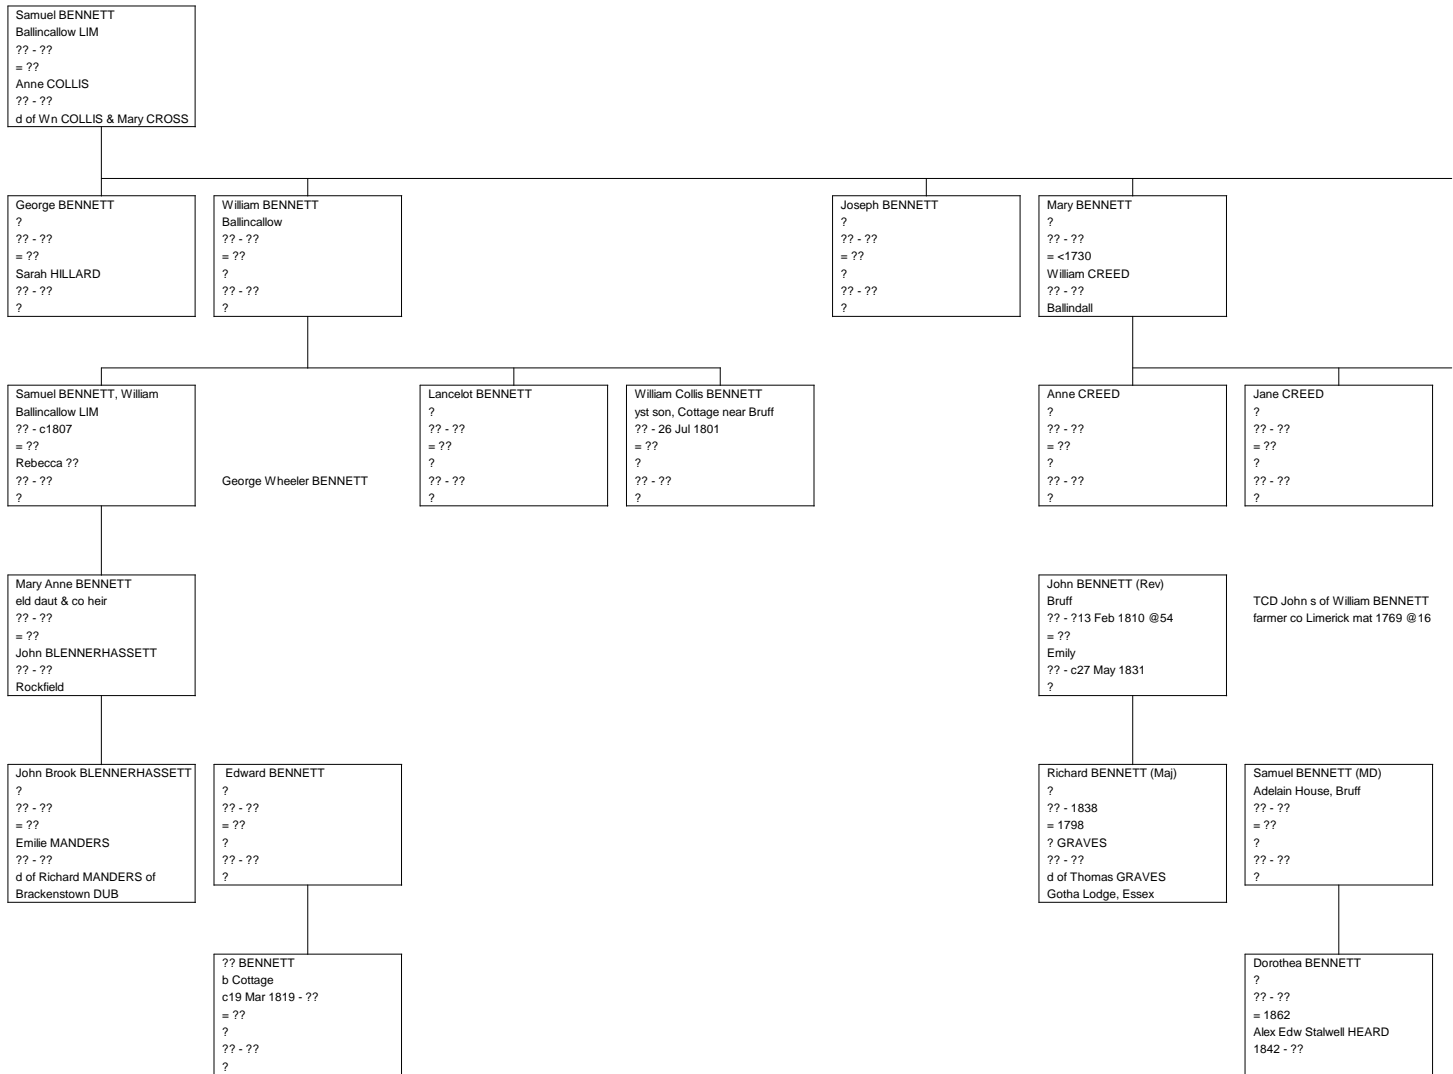 Samuel BENNETT
Ballincallow LIM
?? - ??
= ??
Anne COLLIS
?? - ??
d of Wn COLLIS & Mary CROSS
George BENNETT
?
?? - ??
= ??
Sarah HILLARD
?? - ??
?
William BENNETT
Ballincallow
?? - ??
= ??
?
?? - ??
?
Joseph BENNETT
?
?? - ??
= ??
?
?? - ??
?
Mary BENNETT
?
?? - ??
= <1730
William CREED
?? - ??
Ballindall
Samuel BENNETT, William
Ballincallow LIM
?? - c1807
= ??
Rebecca ??
?? - ??
?
George Wheeler BENNETT
Lancelot BENNETT
?
?? - ??
= ??
?
?? - ??
?
William Collis BENNETT
yst son, Cottage near Bruff
?? - 26 Jul 1801
= ??
?
?? - ??
?
Anne CREED
?
?? - ??
= ??
?
?? - ??
?
Jane CREED
?
?? - ??
= ??
?
?? - ??
?
Mary Anne BENNETT
eld daut & co heir
?? - ??
= ??
John BLENNERHASSETT
?? - ??
Rockfield
John BENNETT (Rev)
Bruff
?? - ?13 Feb 1810 @54
= ??
Emily
?? - c27 May 1831
?
TCD John s of William BENNETT
farmer co Limerick mat 1769 @16
John Brook BLENNERHASSETT
?
?? - ??
= ??
Emilie MANDERS
?? - ??
d of Richard MANDERS of
Brackenstown DUB
Edward BENNETT
?
?? - ??
= ??
?
?? - ??
?
Richard BENNETT (Maj)
?
?? - 1838
= 1798
? GRAVES
?? - ??
d of Thomas GRAVES
Gotha Lodge, Essex
Samuel BENNETT (MD)
Adelain House, Bruff
?? - ??
= ??
?
?? - ??
?
?? BENNETT
b Cottage
c19 Mar 1819 - ??
= ??
?
?? - ??
?
Dorothea BENNETT
?
?? - ??
= 1862
Alex Edw Stalwell HEARD
1842 - ??